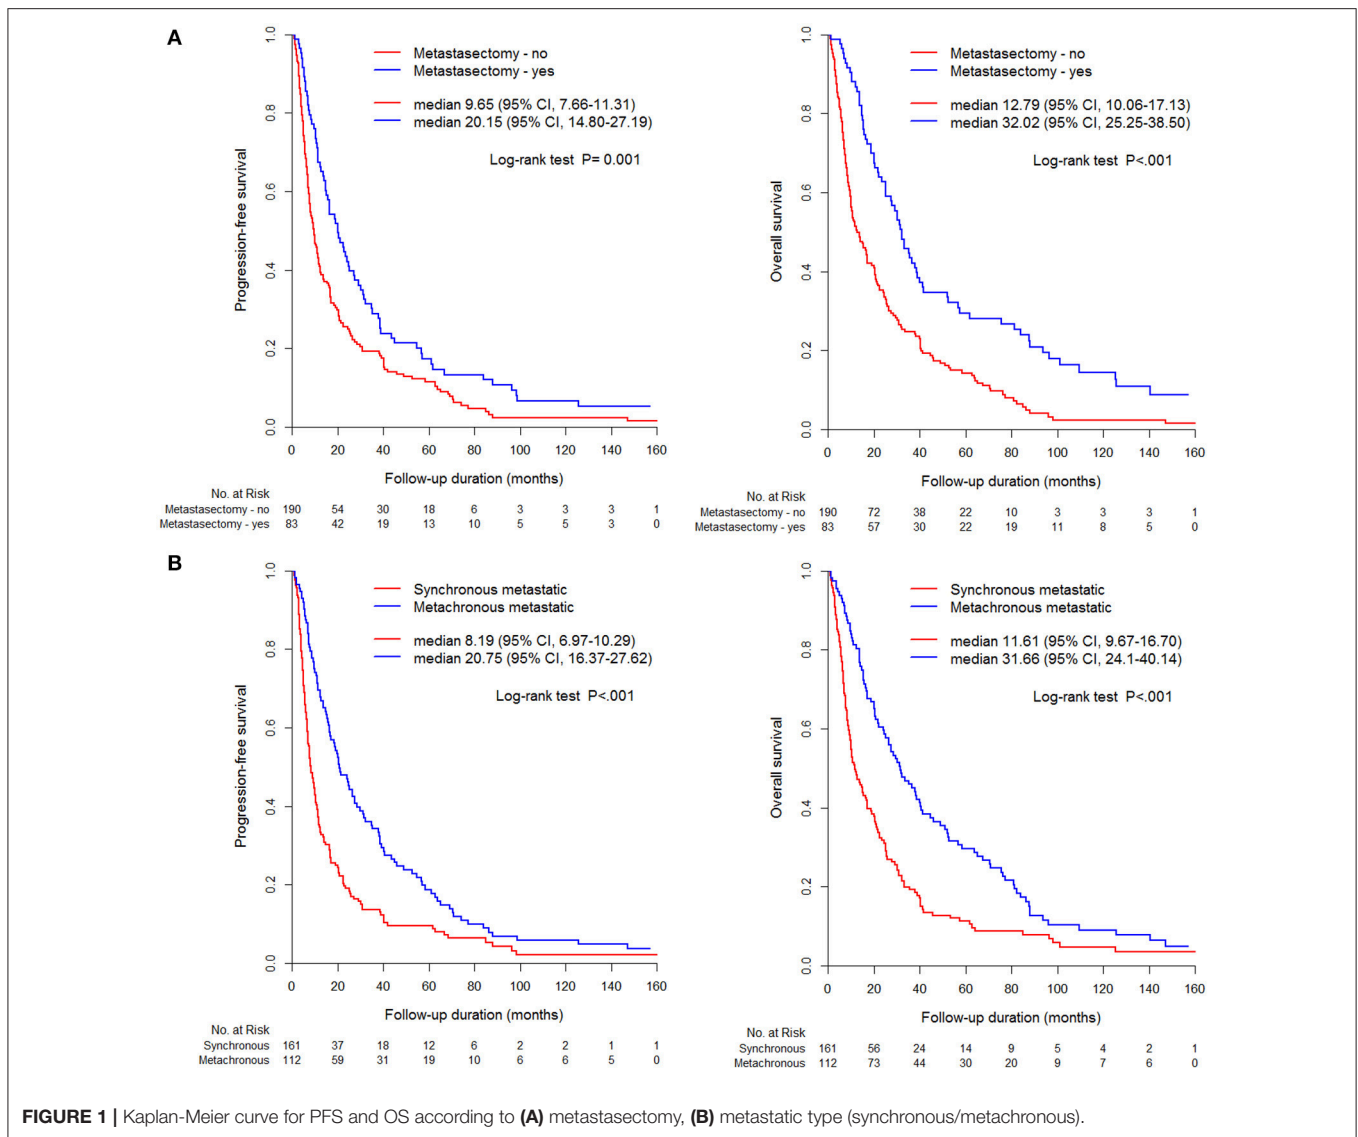 A
Metastasectomy - no
Metastasectomy - yes
median 9.65 (95% CI, 7.66-11.31)
median 20.15 (95% CI, 14.80-27.19)
Log-rank test P= 0.001
Progression-free survival
0.0 0.2 0.4 0.6 0.8 1.0
0 20 40 60 80 100 120 140 160
Follow-up duration (months)
No. at Risk
Metastasectomy - no 190 54 30 18 6 3 3 3 1
Metastasectomy - yes 83 42 19 13 10 5 5 3 0
Metastasectomy - no
Metastasectomy - yes
median 12.79 (95% CI, 10.06-17.13)
median 32.02 (95% CI, 25.25-38.50)
Log-rank test P<.001
Overall survival
0.0 0.2 0.4 0.6 0.8 1.0
0 20 40 60 80 100 120 140 160
Follow-up duration (months)
No. at Risk
Metastasectomy - no 190 72 38 22 10 3 3 3 1
Metastasectomy - yes 83 57 30 22 19 11 8 5 0
B
Synchronous metastatic
Metachronous metastatic
median 8.19 (95% CI, 6.97-10.29)
median 20.75 (95% CI, 16.37-27.62)
Log-rank test P<.001
Progression-free survival
0.0 0.2 0.4 0.6 0.8 1.0
0 20 40 60 80 100 120 140 160
Follow-up duration (months)
No. at Risk
Synchronous 161 37 18 12 6 2 2 1 1
Metachronous 112 59 31 19 10 6 6 5 0
Synchronous metastatic
Metachronous metastatic
median 11.61 (95% CI, 9.67-16.70)
median 31.66 (95% CI, 24.1-40.14)
Log-rank test P<.001
Overall survival
0.0 0.2 0.4 0.6 0.8 1.0
0 20 40 60 80 100 120 140 160
Follow-up duration (months)
No. at Risk
Synchronous 161 56 24 14 9 5 4 2 1
Metachronous 112 73 44 30 20 9 7 6 0
FIGURE 1 | Kaplan-Meier curve for PFS and OS according to (A) metastasectomy, (B) metastatic type (synchronous/metachronous).